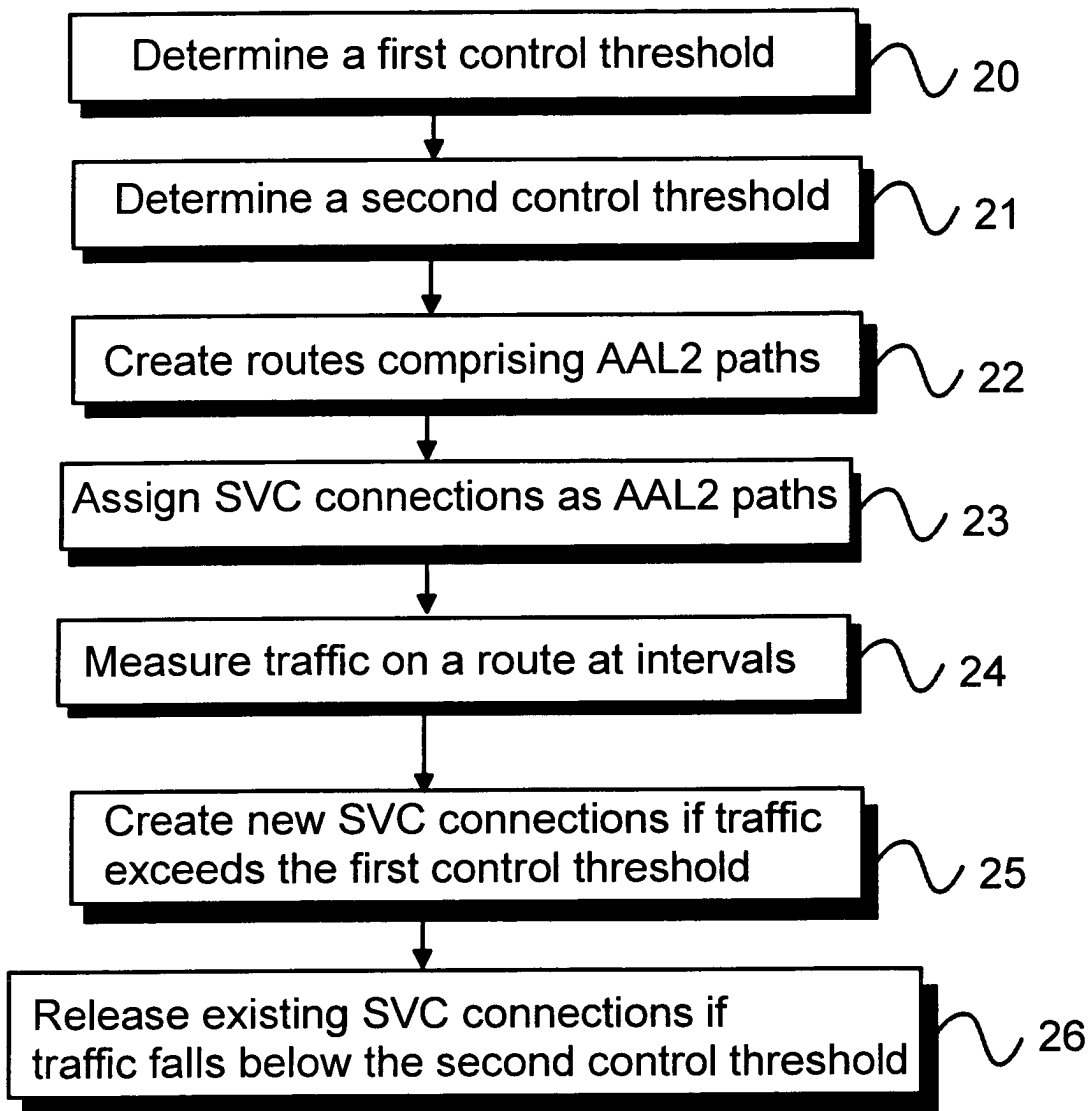 Determine a first control threshold
20
Determine a second control threshold
21
Create routes comprising AAL2 paths
22
Assign SVC connections as AAL2 paths
23
Measure traffic on a route at intervals
24
Create new SVC connections if traffic
exceeds the first control threshold
25
Release existing SVC connections if
traffic falls below the second control threshold
26